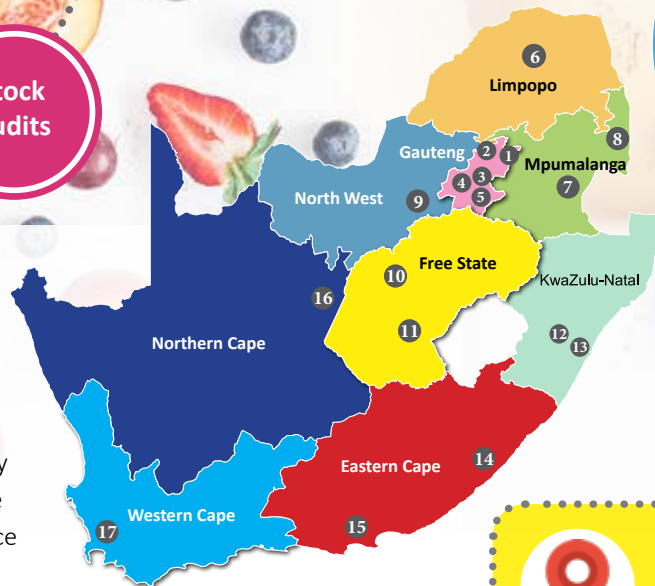 tock
udits
6
Limpopo
8
Gauteng
2
1
Mpumalanga
3
4
7
5
North West
9
Free State
10
KwaZulu-Natal
16
11
12
13
Northern Cape
Eastern Cape
14
y
e
ce
17
Western Cape
15